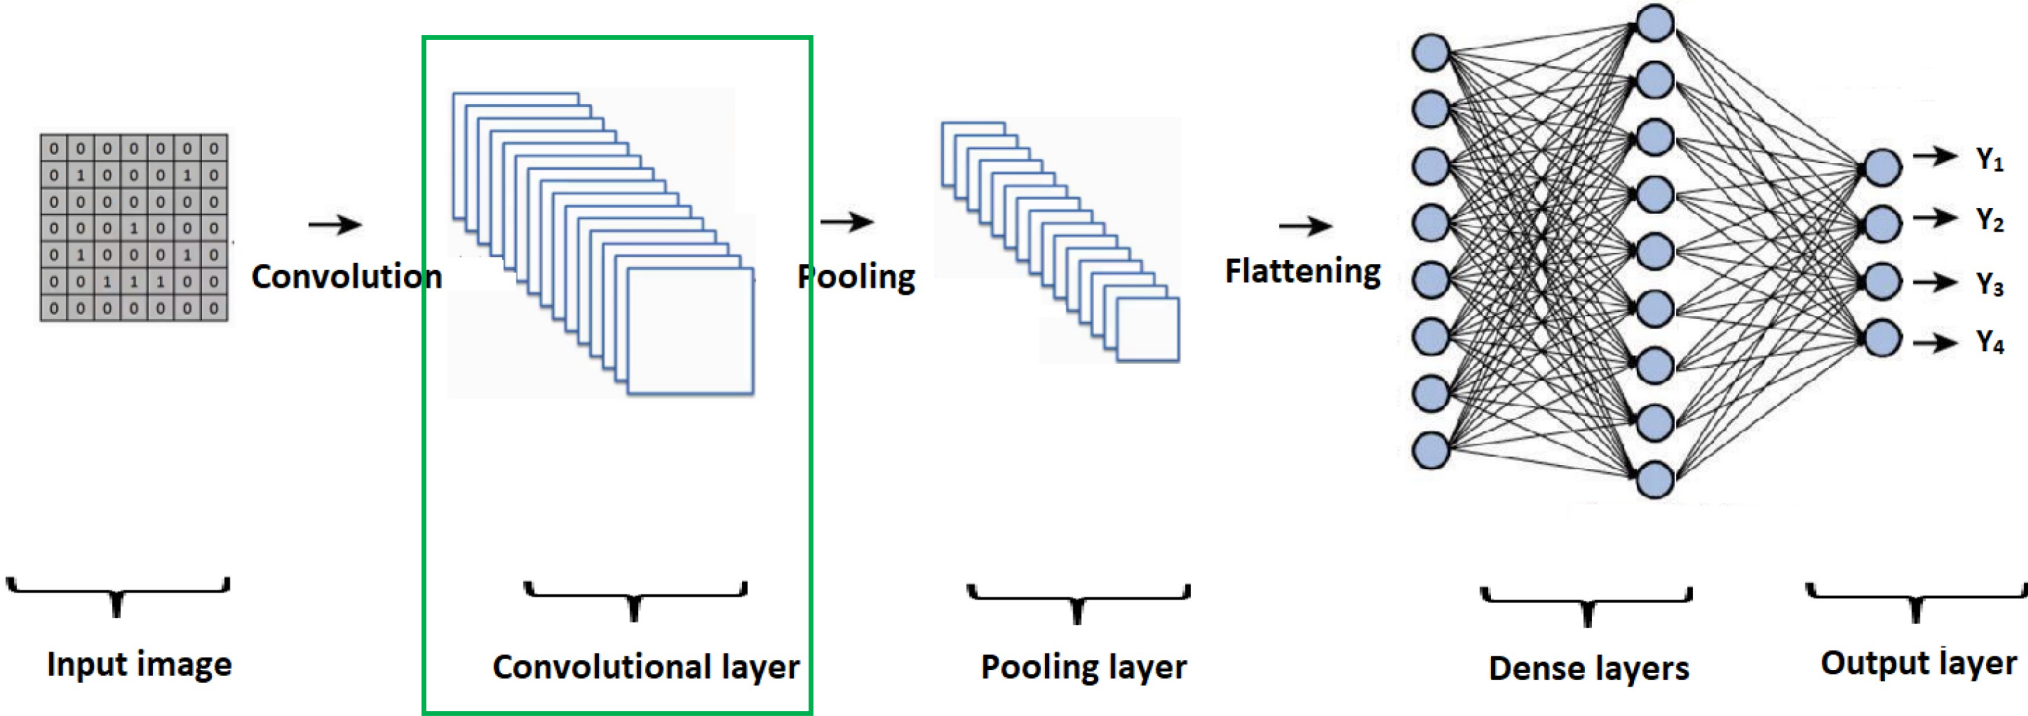 0 0 0 0 0 0 0
0 1 0 0 0 1 0
0 0 0 0 0 0 0
0 0 0 1 0 0 0
0 1 0 0 0 1 0
0 0 1 1 1 0 0
0 0 0 0 0 0 0
Convolution
Pooling
Flattening
Y1
Y2
Y3
Y4
Input image
Convolutional layer
Pooling layer
Dense layers
Output layer